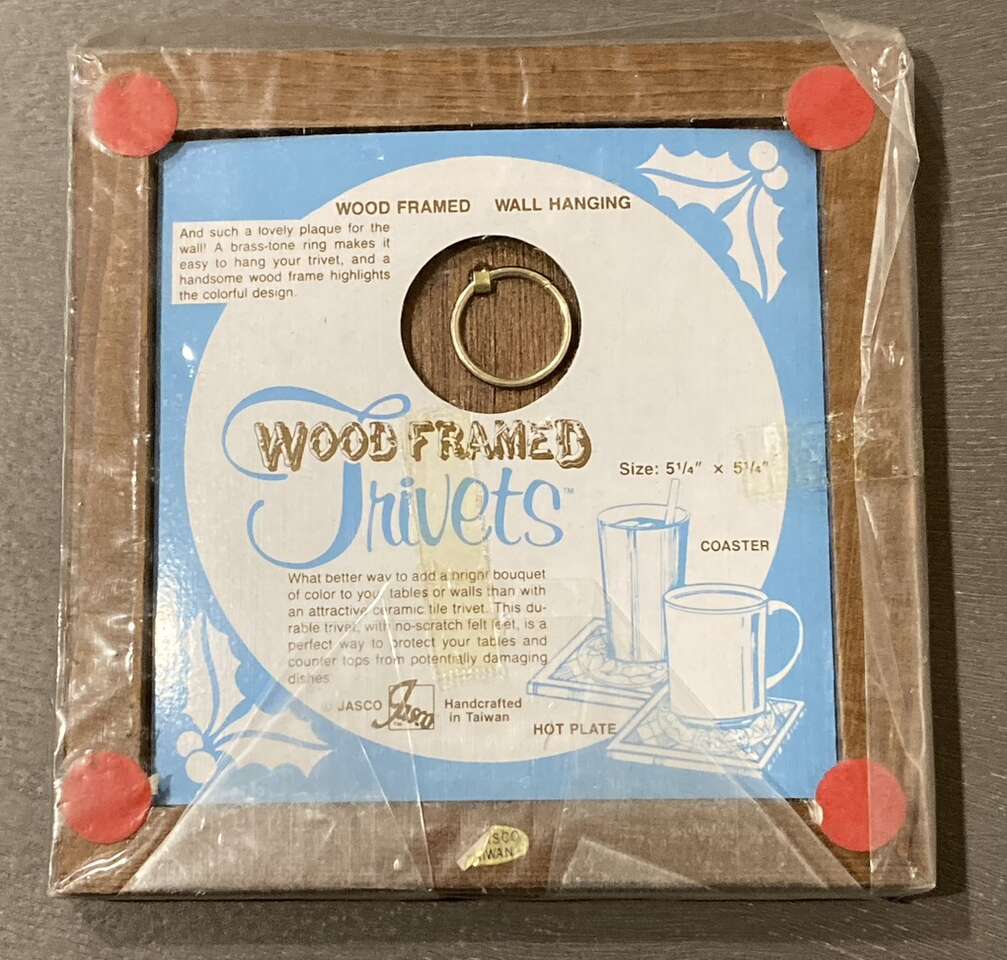 WOOD FRAMED WALL HANGING
And such a lovely plaque for the
wall! A brass-tone ring makes it
easy to hang your trivet, and a
handsome wood frame highlights
the colorful design.
WOOD FRAMED
Trivets™
Size: 5¼" × 5¼"
COASTER
What better way to add a bright bouquet
of color to your tables or walls than with
an attractive ceramic tile trivet. This du-
rable trivet, with no-scratch felt feet, is a
perfect way to protect your tables and
counter tops from potentially damaging
dishes.
© JASCO Jasco TM Handcrafted
in Taiwan
HOT PLATE